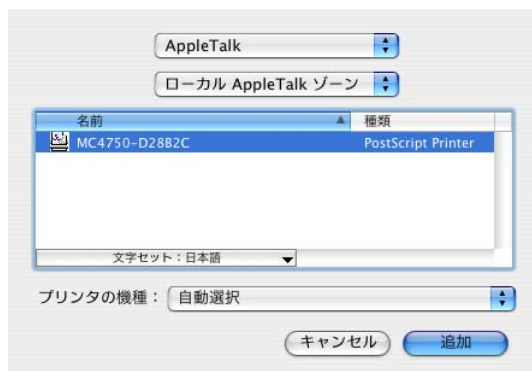 AppleTalk
ローカル AppleTalk ゾーン
名前 種類
MC4750-D28B2C PostScript Printer
文字セット：日本語
プリンタの機種： 自動選択
キャンセル 追加